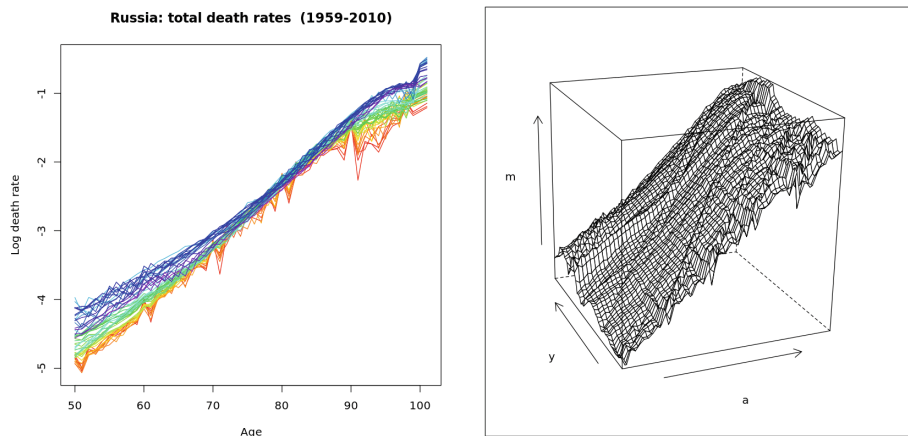 Russia: total death rates (1959-2010)
Log death rate
-1
-2
-3
-4
-5
50 60 70 80 90 100
Age
m
y
a